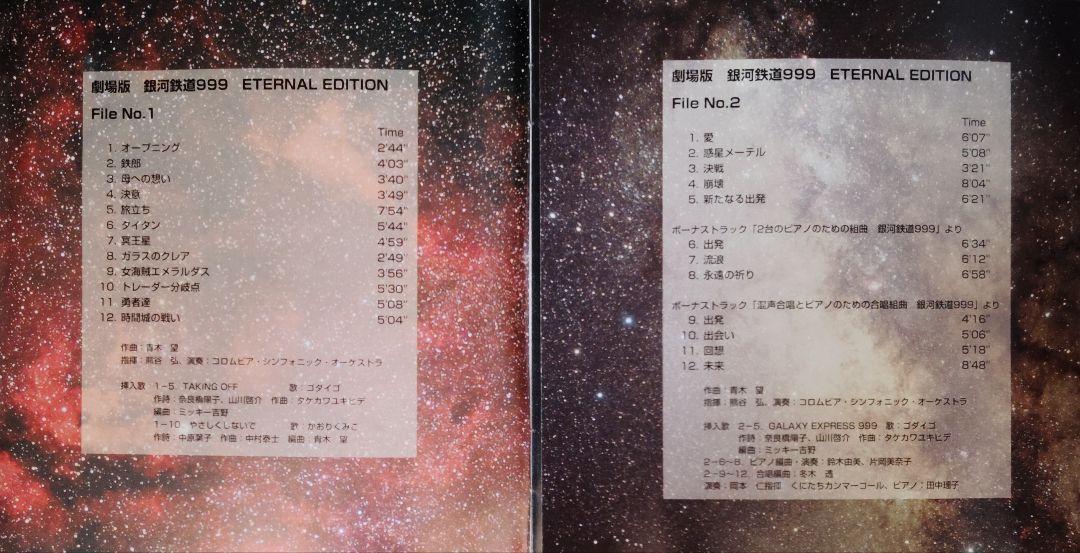 劇場版 銀河鉄道999 ETERNAL EDITION
File No.1
Time
1. オープニング 2'44"
2. 鉄郎 4'03"
3. 母への想い 3'40"
4. 決意 3'49"
5. 旅立ち 7'54"
6. タイタン 5'44"
7. 冥王星 4'59"
8. ガラスのクレア 2'49"
9. 女海賊エメラルダス 3'56"
10. トレーダー分岐点 5'30"
11. 勇者達 5'08"
12. 時間城の戦い 5'04"
作曲:青木 望
指揮:熊谷 弘、演奏:コロムビア・シンフォニック・オーケストラ
挿入歌 1-5. TAKING OFF 歌:ゴダイゴ
作詩:奈良橋陽子、山川啓介 作曲:タケカワユキヒデ
編曲:ミッキー吉野
1-10. やさしくしないで 歌:かおりくみこ
作詩:中原葉子 作曲:中村泰士 編曲:青木 望
劇場版 銀河鉄道999 ETERNAL EDITION
File No.2
Time
1. 愛 6'07"
2. 惑星メーテル 5'08"
3. 決戦 3'21"
4. 崩壊 8'04"
5. 新たなる出発 6'21"
ボーナストラック「2台のピアノのための組曲 銀河鉄道999」より
6. 出発 6'34"
7. 流浪 6'12"
8. 永遠の祈り 6'58"
ボーナストラック「混声合唱とピアノのための合唱組曲 銀河鉄道999」より
9. 出発 4'16"
10. 出会い 5'06"
11. 回想 5'18"
12. 未来 8'48"
作曲:青木 望
指揮:熊谷 弘、演奏:コロムビア・シンフォニック・オーケストラ
挿入歌 2-5. GALAXY EXPRESS 999 歌:ゴダイゴ
作詩:奈良橋陽子、山川啓介 作曲:タケカワユキヒデ
編曲:ミッキー吉野
2-6~8. ピアノ編曲・演奏:鈴木由美、片岡美奈子
2-9~12. 合唱編曲:冬木 透
演奏:岡本 仁指揮 くにたちカンマーコール、ピアノ:田中瑤子